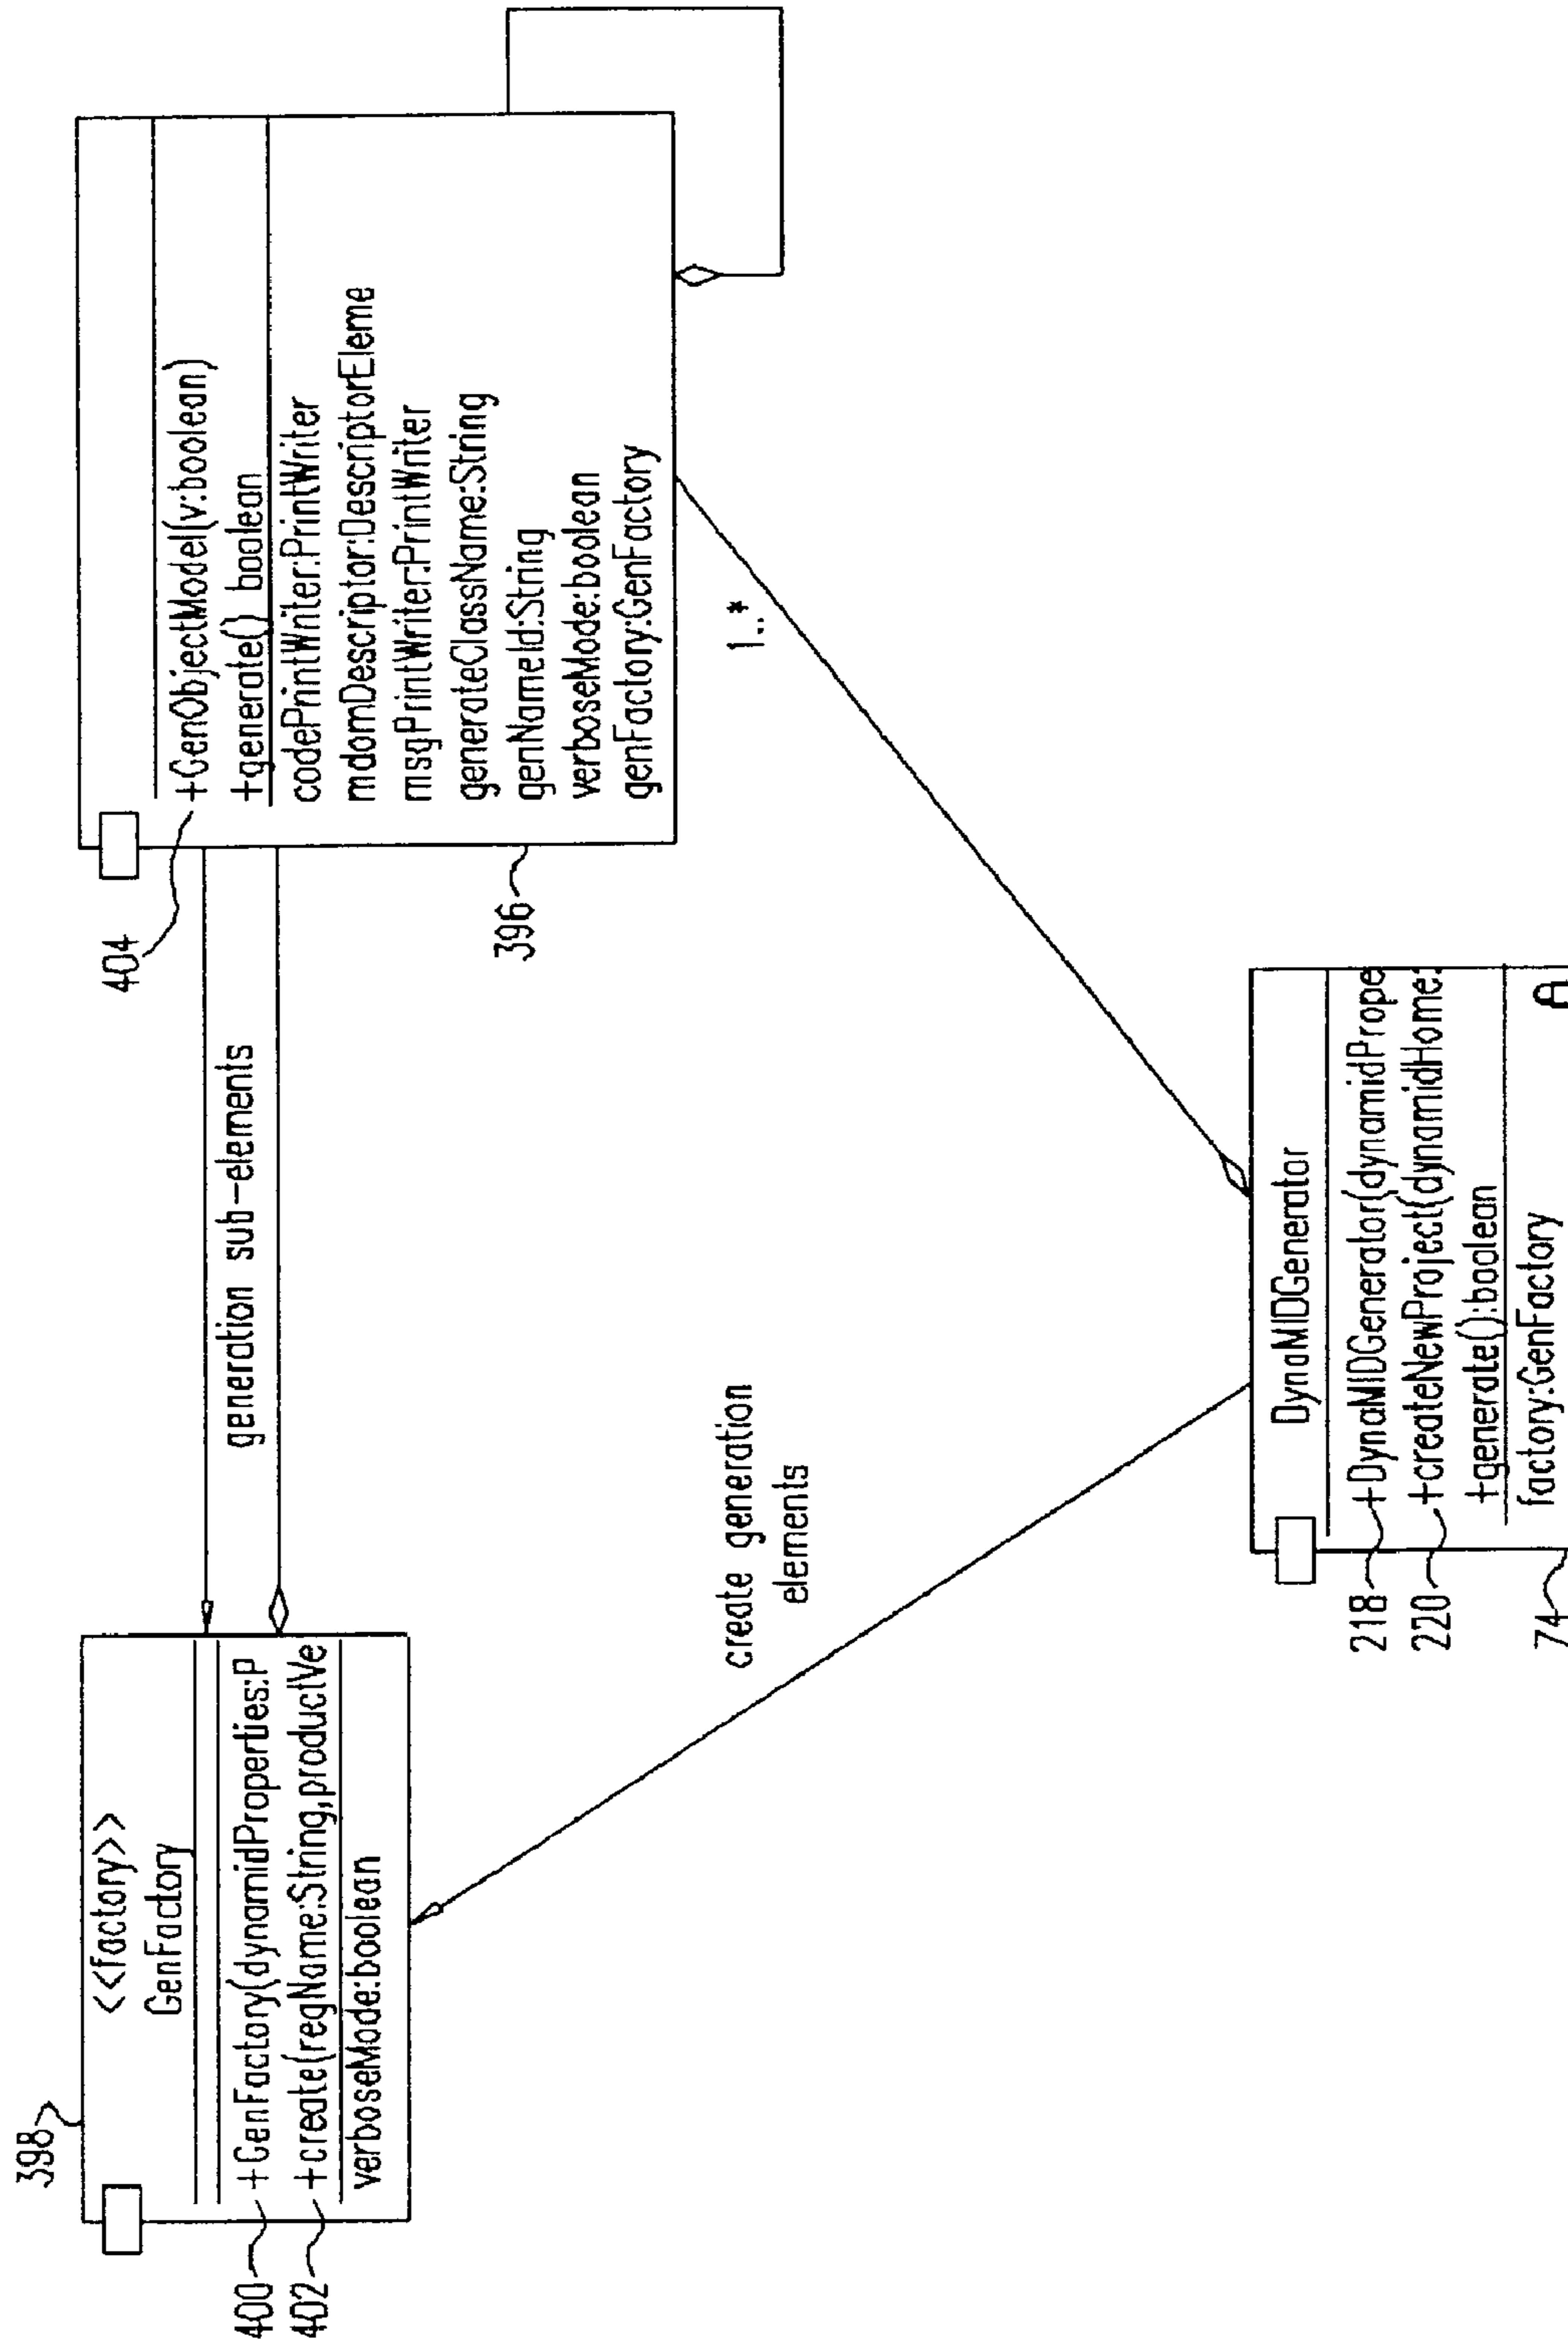 398
<<factory>>
GenFactory
400
+GenFactory(dynamidProperties:P
402
+create(regName:String,productVe
verboseMode:boolean
generation sub-elements
404
+GenObjectModel(v:boolean)
+generate() boolean
codePrintWriter:PrintWriter
mdomDescriptor:DescriptorEleme
msgPrintWriter:PrintWriter
generateClassName:String
genNameId:String
verboseMode:boolean
genFactory:GenFactory
396
1..*
create generation
elements
DynaMIDGenerator
218
+DynaMIDGenerator(dynamidPrope
220
+createNewProject(dynamidHome:
+generate():boolean
factory:GenFactory
74